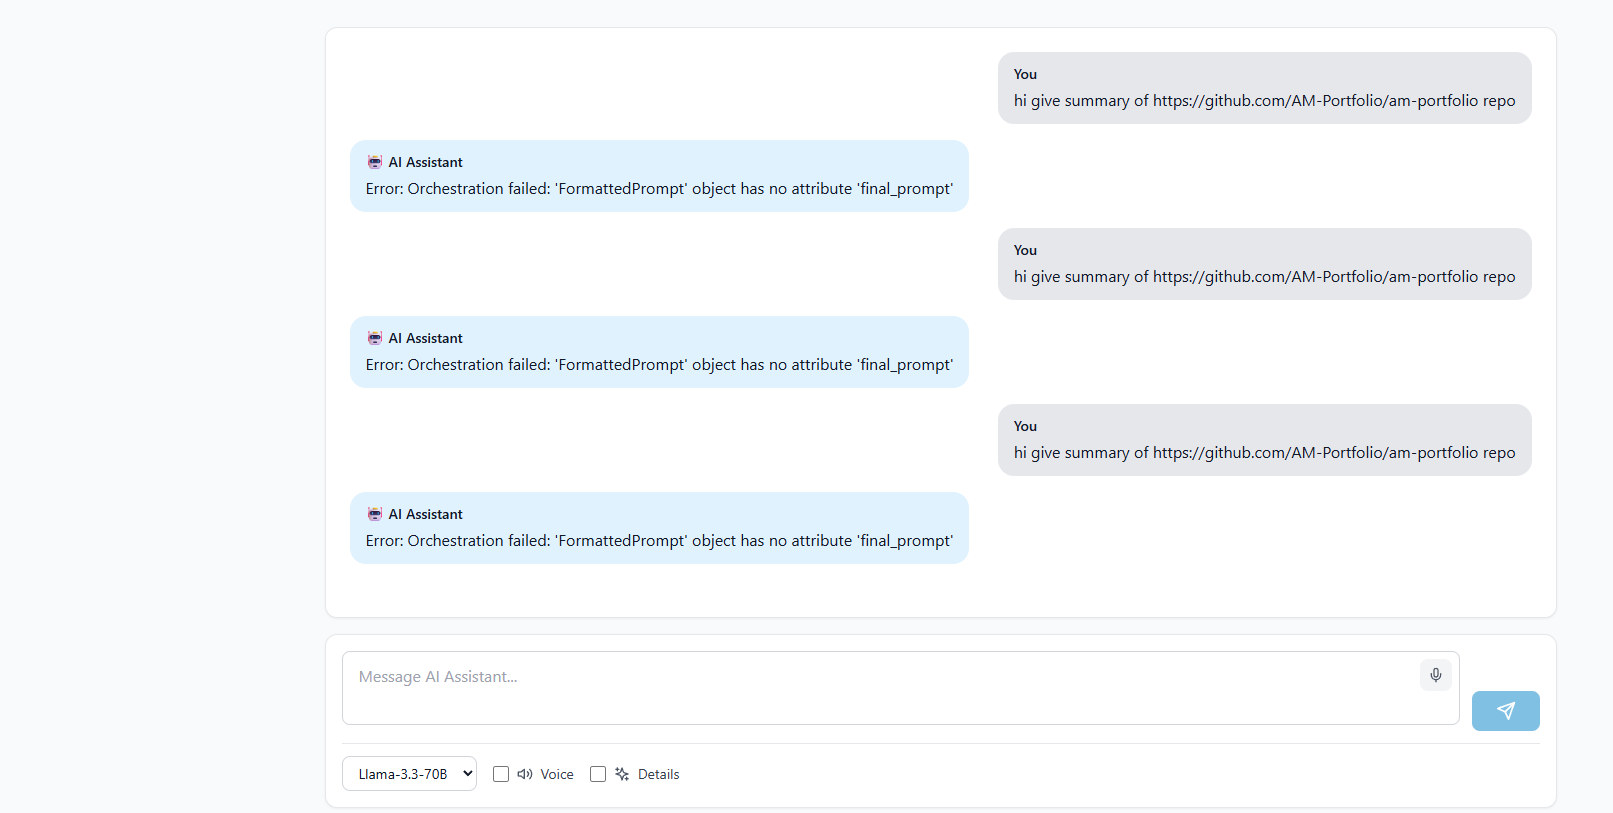 You
hi give summary of https://github.com/AM-Portfolio/am-portfolio repo
AI Assistant
Error: Orchestration failed: 'FormattedPrompt' object has no attribute 'final_prompt'
You
hi give summary of https://github.com/AM-Portfolio/am-portfolio repo
AI Assistant
Error: Orchestration failed: 'FormattedPrompt' object has no attribute 'final_prompt'
You
hi give summary of https://github.com/AM-Portfolio/am-portfolio repo
AI Assistant
Error: Orchestration failed: 'FormattedPrompt' object has no attribute 'final_prompt'
Message AI Assistant...
Llama-3.3-70B Voice Details